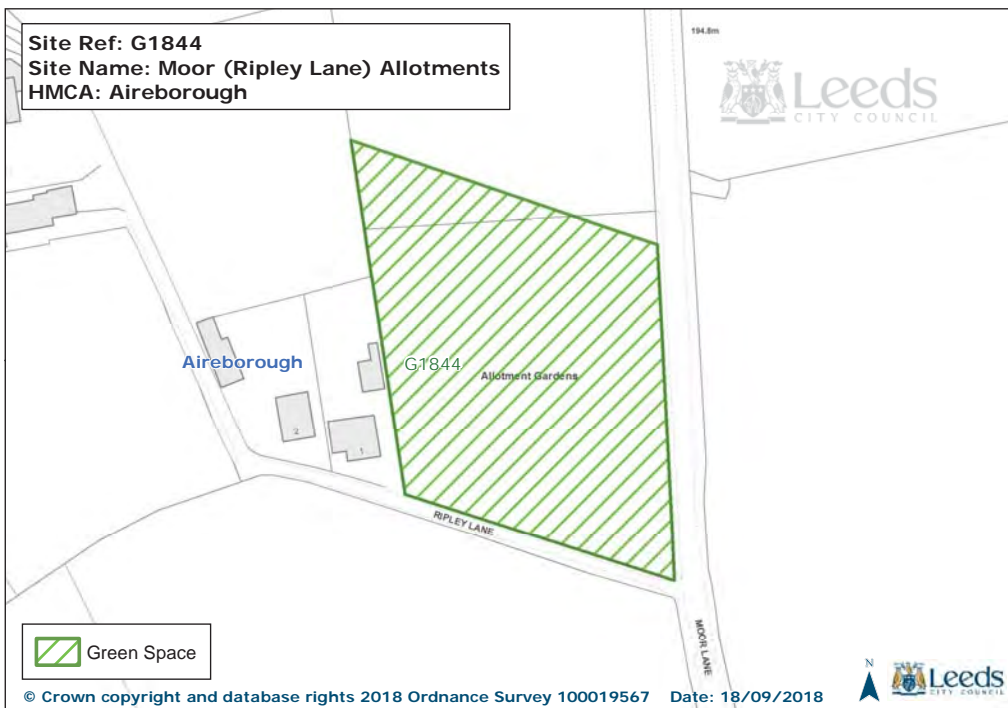 Site Ref: G1844
Site Name: Moor (Ripley Lane) Allotments
HMCA: Aireborough
194.8m
Leeds
CITY COUNCIL
Aireborough
G1844
Allotment Gardens
2
1
RIPLEY LANE
MOOR LANE
Green Space
N
Leeds
CITY COUNCIL
© Crown copyright and database rights 2018 Ordnance Survey 100019567 Date: 18/09/2018